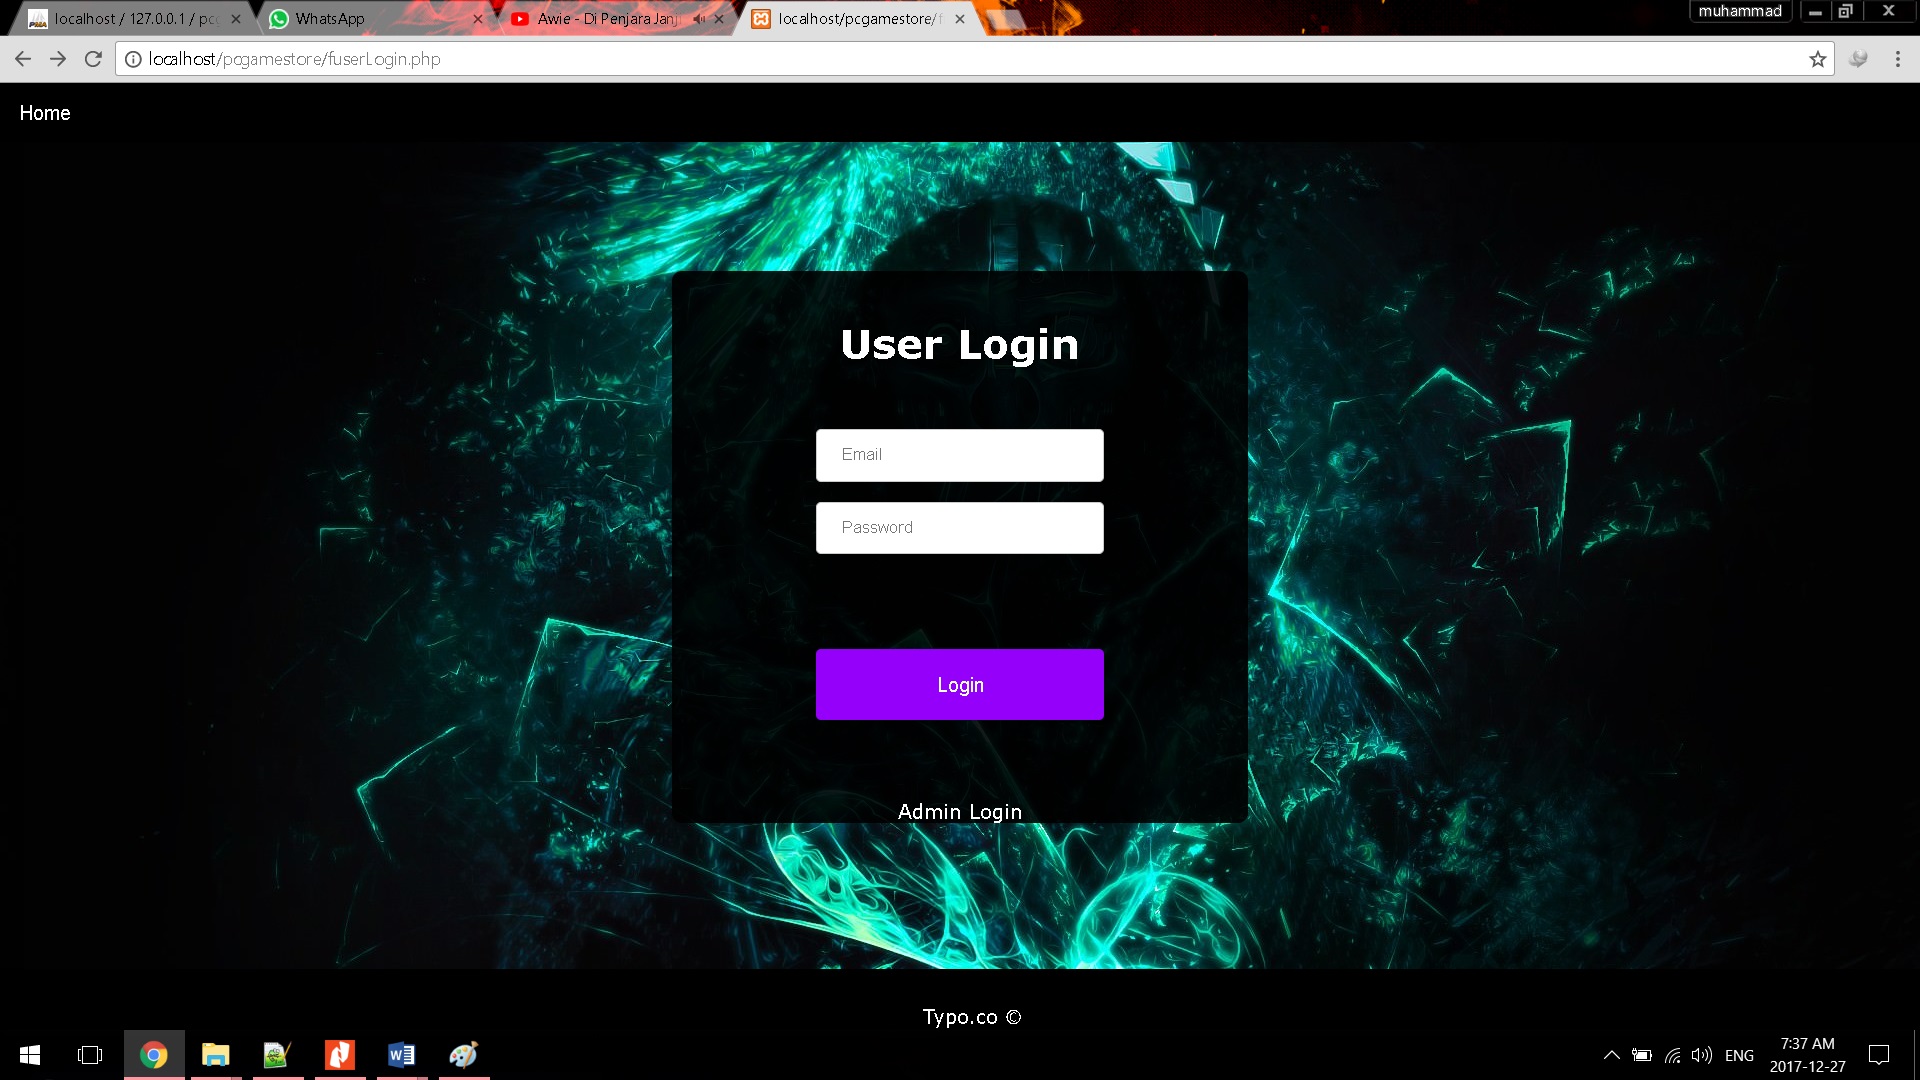 localhost / 127.0.0.1 / pcg
WhatsApp
Awie - Di Penjara Janj
localhost/pcgamestore/f
muhammad
localhost/pcgamestore/fuserLogin.php
Home
User Login
Email
Password
Login
Admin Login
Typo.co ©
ENG
7:37 AM
2017-12-27